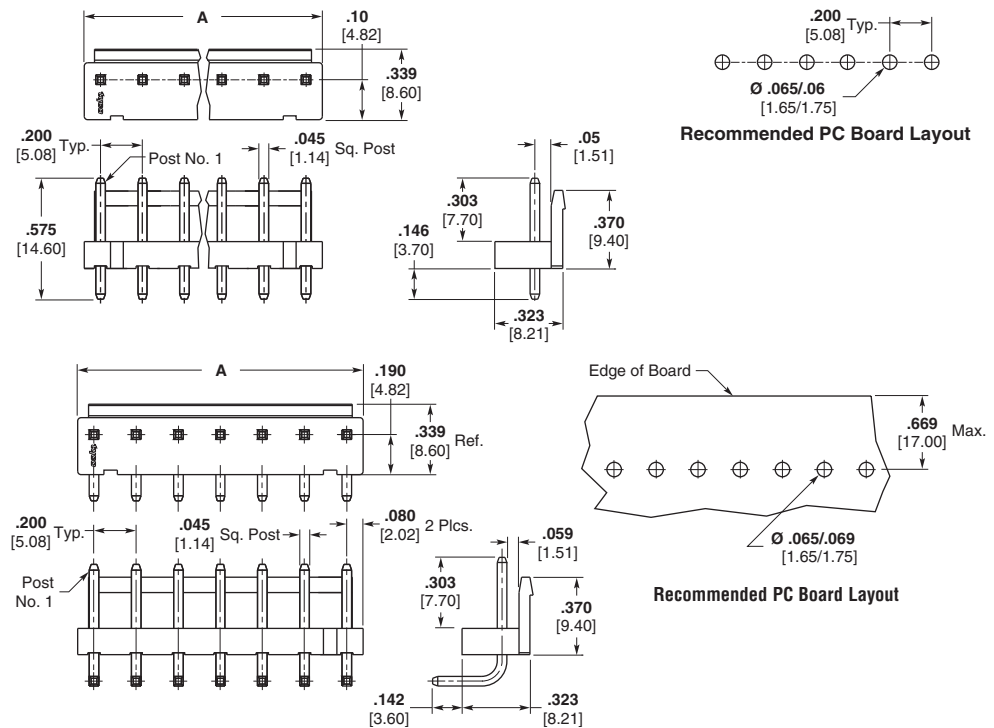 A
.10
[4.82]
.339
[8.60]
tyco
.200
[5.08] Typ.
Post No. 1
.045
[1.14] Sq. Post
.575
[14.60]
.303
[7.70]
.146
[3.70]
.05
[1.51]
.370
[9.40]
.323
[8.21]
.200
[5.08] Typ.
Ø .065/.06
[1.65/1.75]
Recommended PC Board Layout
A
.190
[4.82]
.339
[8.60] Ref.
tyco
.200
[5.08] Typ.
.045
[1.14] Sq. Post
.080
[2.02] 2 Plcs.
Post
No. 1
.059
[1.51]
.303
[7.70]
.370
[9.40]
.142
[3.60]
.323
[8.21]
Edge of Board
.669
[17.00] Max.
Ø .065/.069
[1.65/1.75]
Recommended PC Board Layout